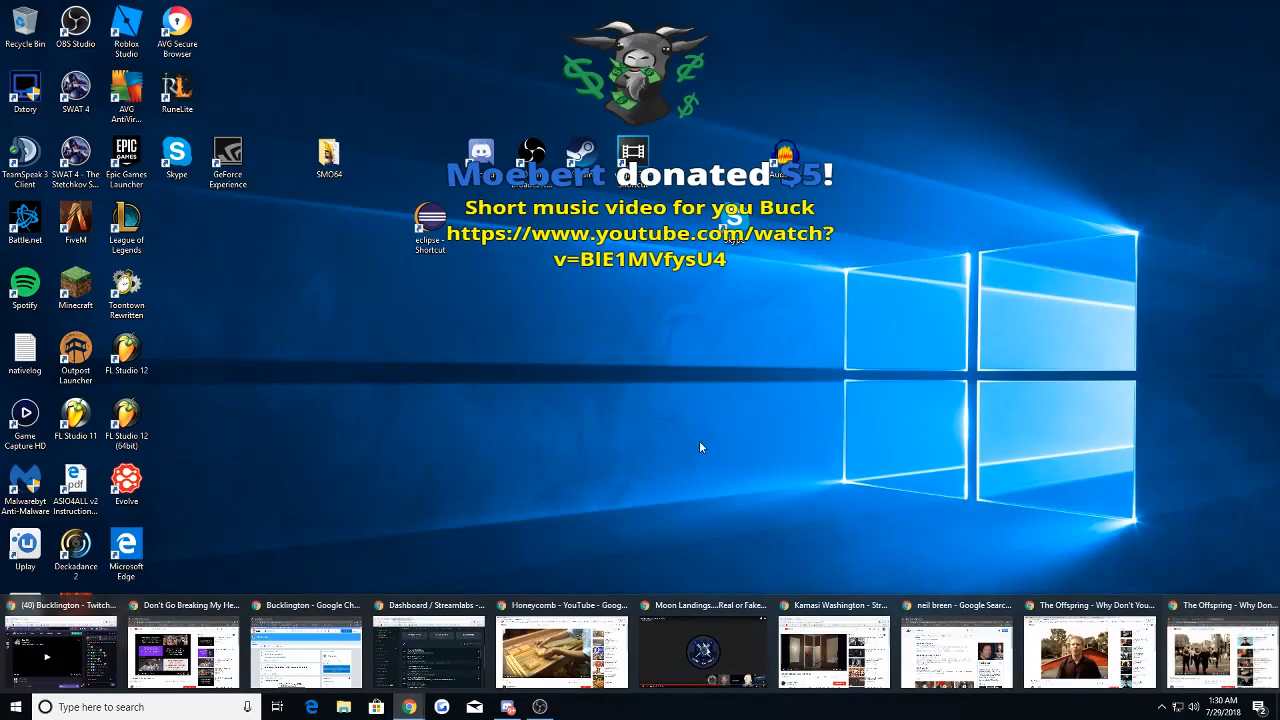 Recycle Bin
OBS Studio
Roblox Studio
AVG Secure Browser
Dxtory
SWAT 4
AVG AntiVir...
RuneLite
TeamSpeak 3 Client
SWAT 4 - The Stetchkov S...
Epic Games Launcher
Skype
GeForce Experience
SMO64
Moebert donated $5!
Short music video for you Buck
https://www.youtube.com/watch?
v=BIE1MVfysU4
Battle.net
FiveM
League of Legends
eclipse - Shortcut
Spotify
Minecraft
Toontown Rewritten
nativelog
Outpost Launcher
FL Studio 12
Game Capture HD
FL Studio 11
FL Studio 12 (64bit)
Malwarebyt Anti-Malware
ASIO4ALL v2 Instruction...
Evolve
Uplay
Deckadance 2
Microsoft Edge
(40) Bucklington - Twitch...
Don't Go Breaking My He...
Bucklington - Google Ch...
Dashboard / Streamlabs -...
Honeycomb - YouTube - Goog...
Moon Landing....Real or Fake...
Kamasi Washington - Str...
neil breen - Google Searc...
The Offspring - Why Don't You...
The Offspring - Why Do
Type here to search
1:30 AM
7/29/2018